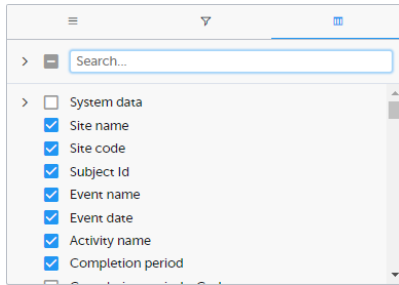 Search...
System data
Site name
Site code
Subject Id
Event name
Event date
Activity name
Completion period